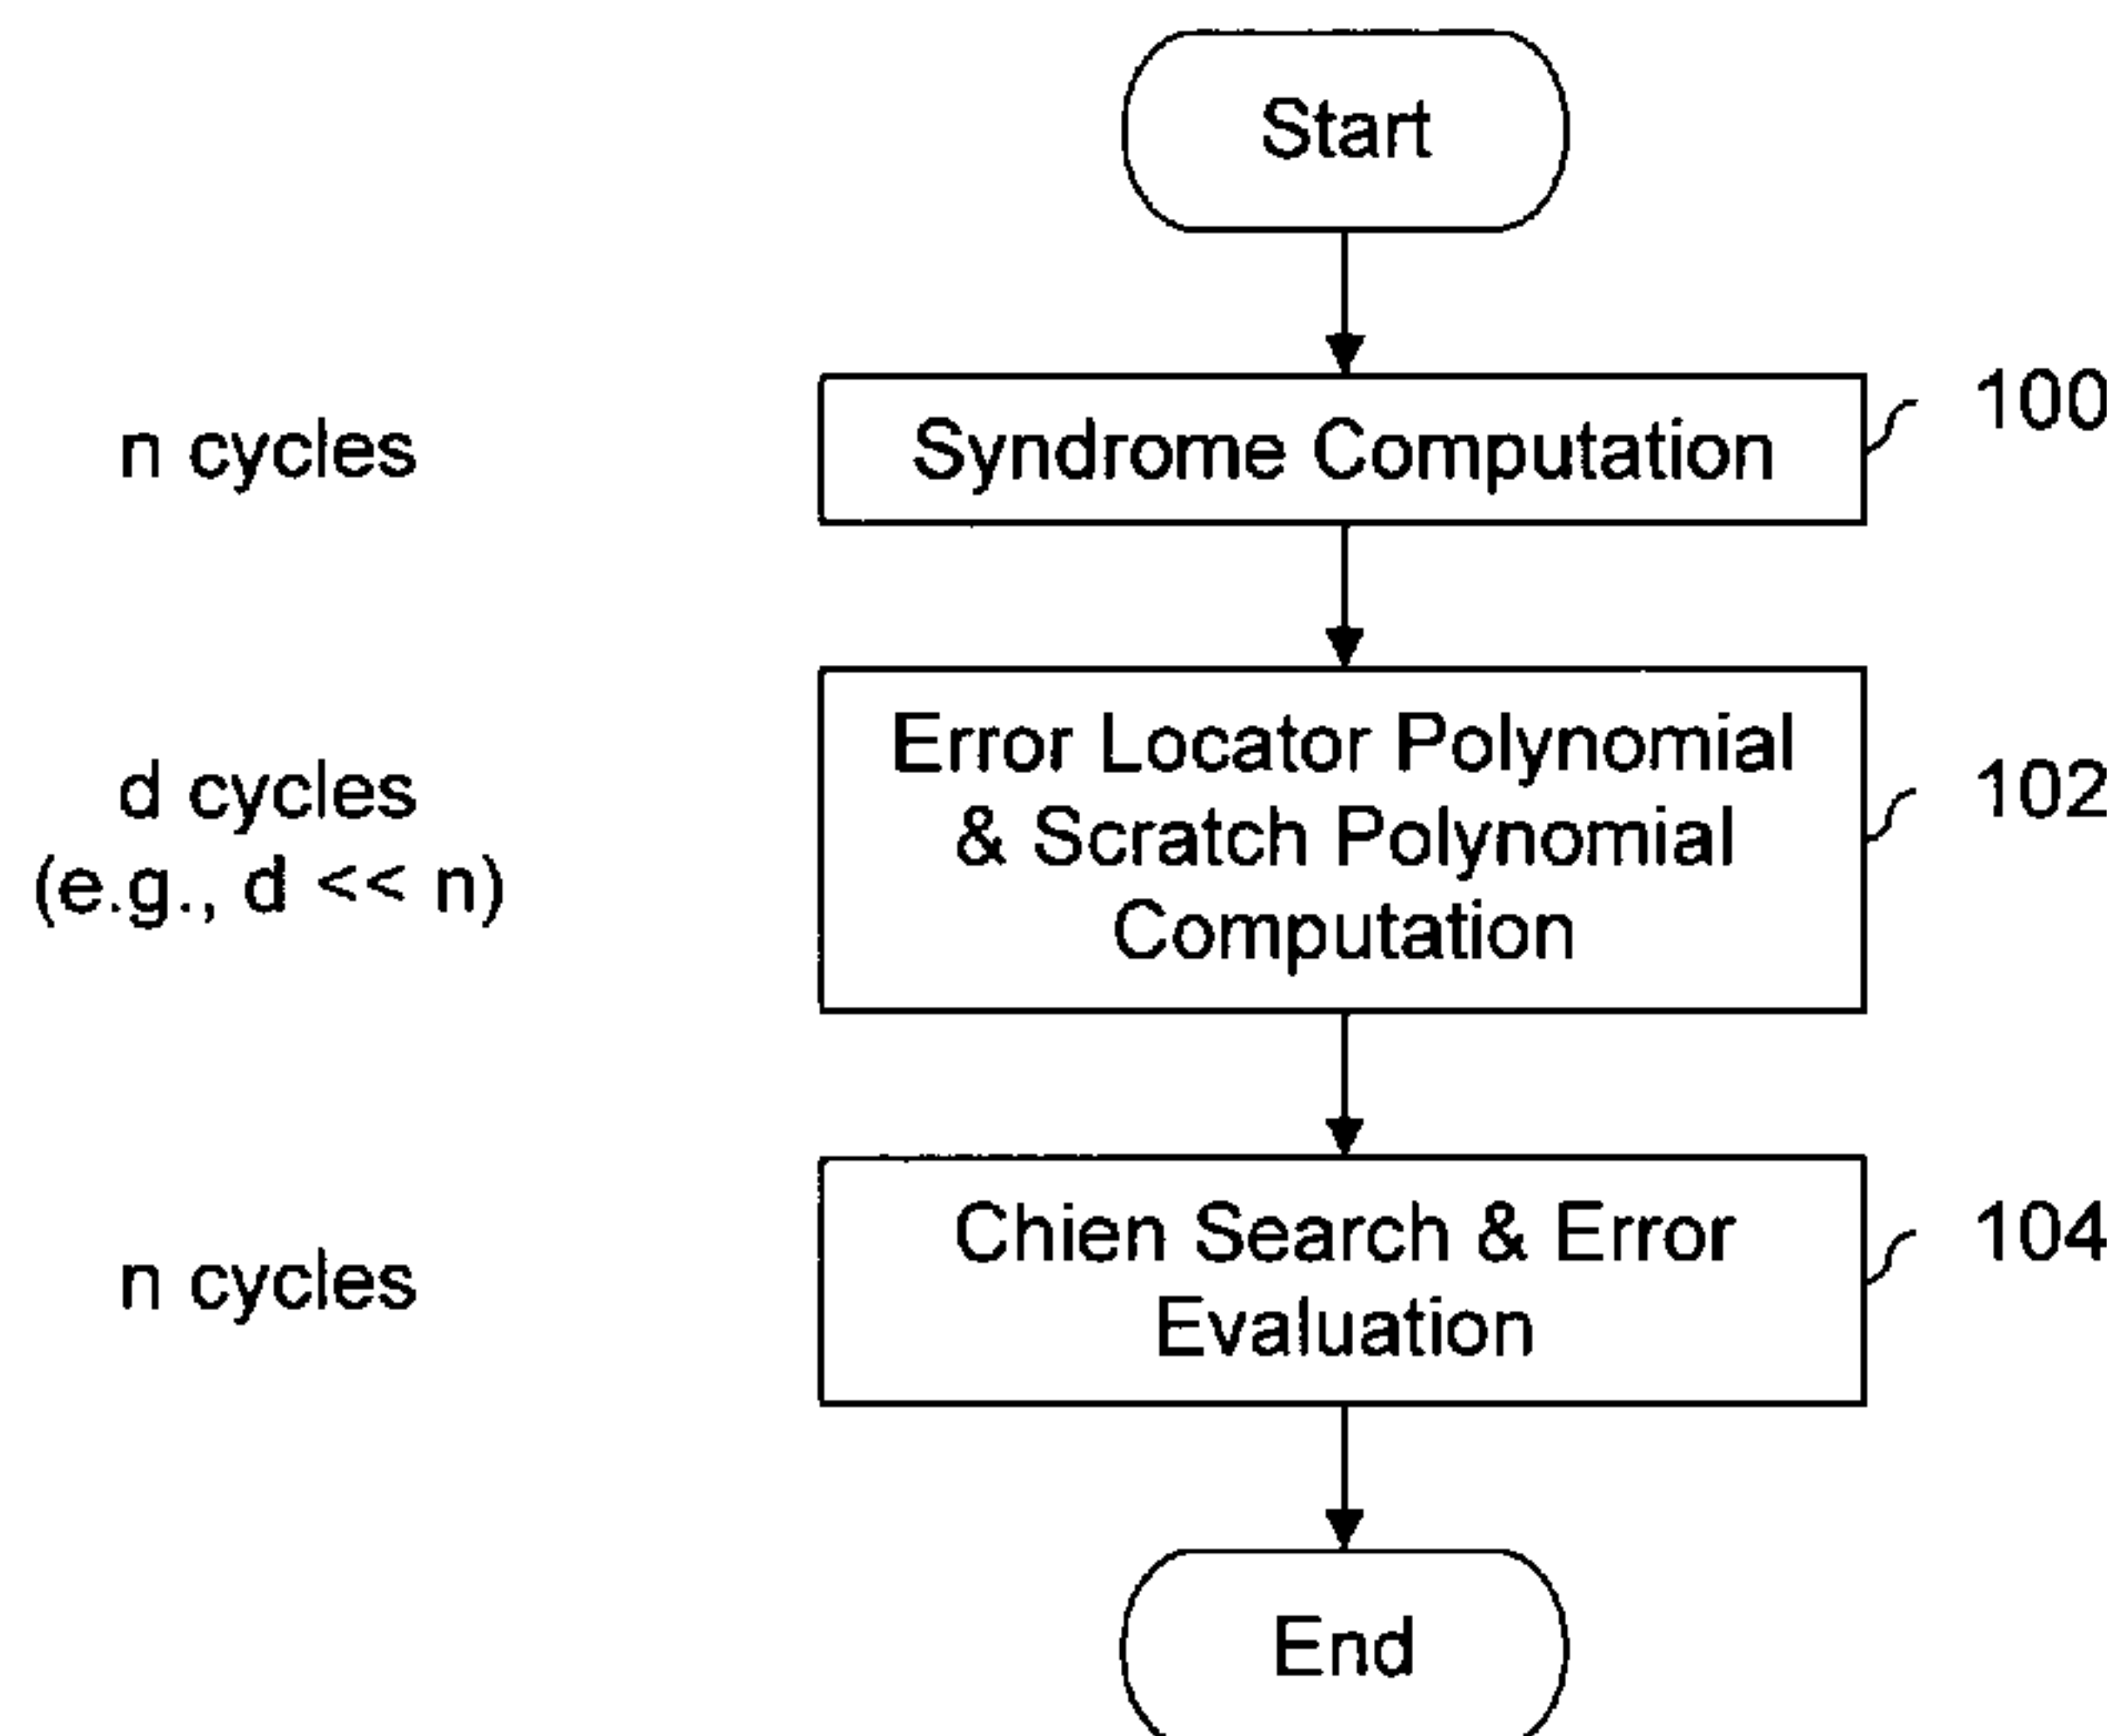 Start
n cycles
Syndrome Computation
100
d cycles
(e.g., d << n)
Error Locator Polynomial
& Scratch Polynomial
Computation
102
n cycles
Chien Search & Error
Evaluation
104
End